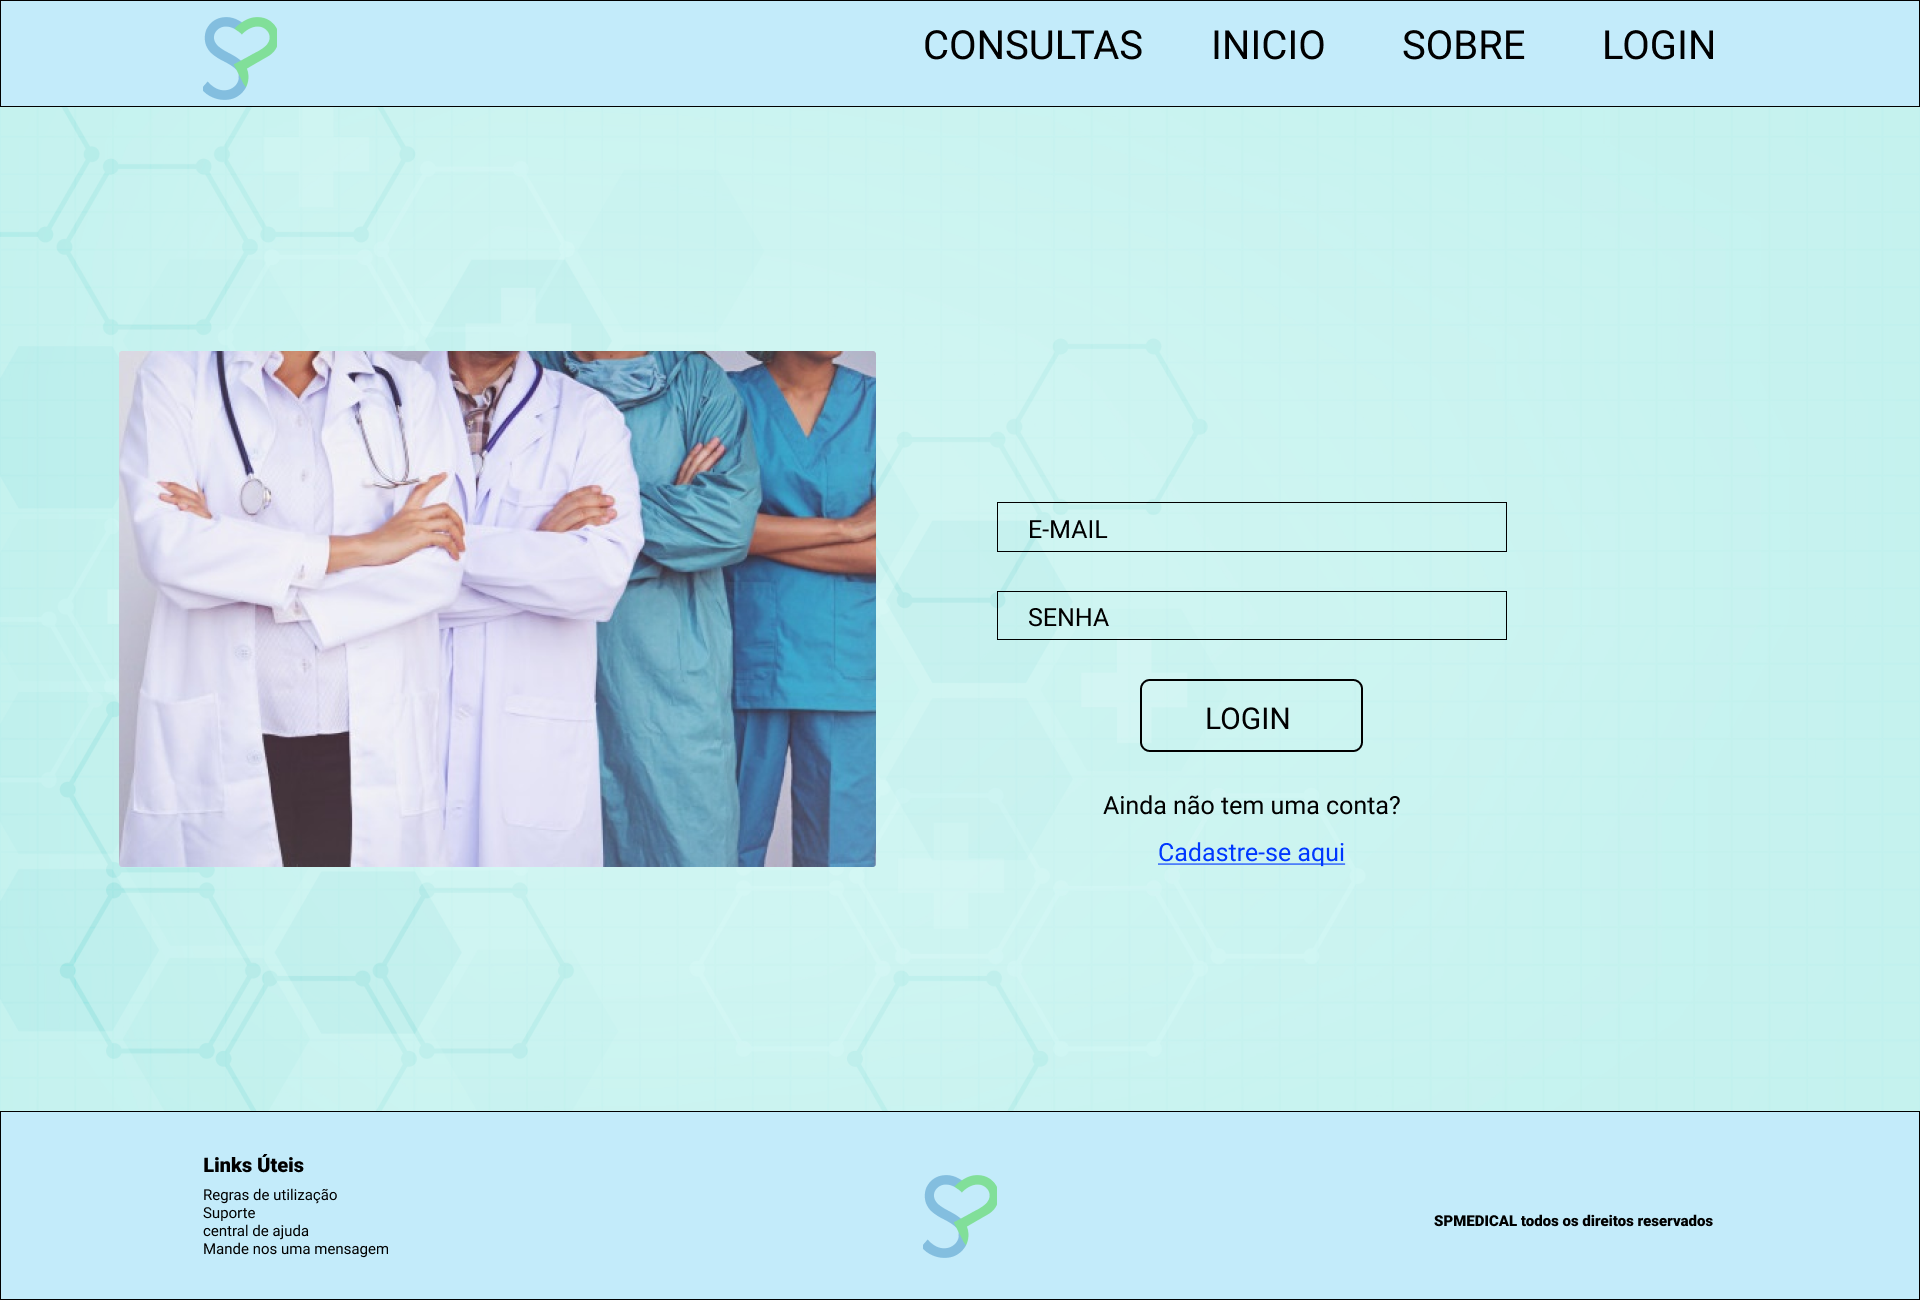 CONSULTAS INICIO SOBRE LOGIN
E-MAIL
SENHA
LOGIN
Ainda não tem uma conta?
Cadastre-se aqui
Links Úteis
Regras de utilização
Suporte
central de ajuda
Mande nos uma mensagem
SPMEDICAL todos os direitos reservados